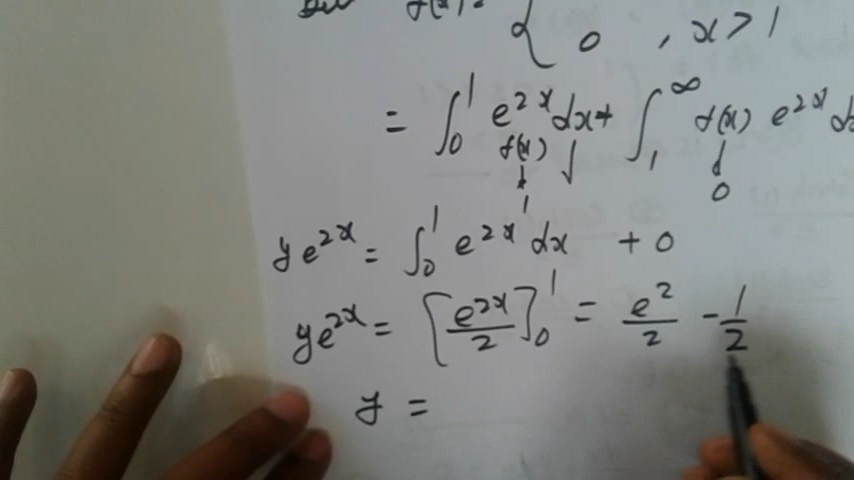 f(x) = { 0 , x > 1
= ∫₀¹ e^{2x} dx + ∫₁^∞ f(x) e^{2x}
f(x) ↓ ↓ ↓
1 0
y e^{2x} = ∫₀¹ e^{2x} dx + 0
y e^{2x} = [e^{2x}/2]₀¹ = e²/2 - 1/2
y =